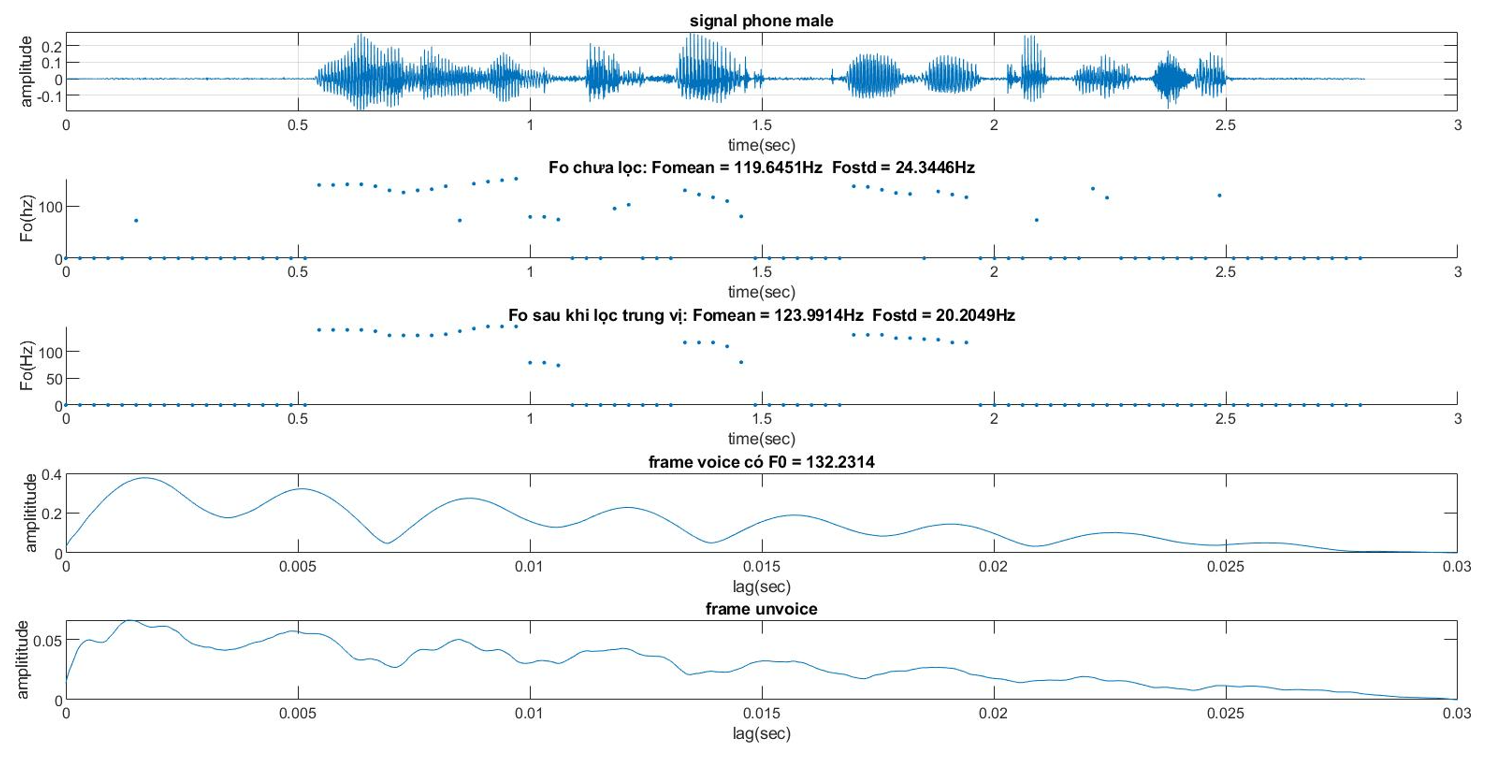 signal phone male
amplitude
0.2
0.1
0
-0.1
0 0.5 1 1.5 2 2.5 3
time(sec)
Fo chưa lọc: Fomean = 119.6451Hz Fostd = 24.3446Hz
Fo(hz)
100
0
0 0.5 1 1.5 2 2.5 3
time(sec)
Fo sau khi lọc trung vị: Fomean = 123.9914Hz Fostd = 20.2049Hz
Fo(Hz)
100
50
0
0 0.5 1 1.5 2 2.5 3
time(sec)
frame voice có F0 = 132.2314
amplititude
0.4
0.2
0
0 0.005 0.01 0.015 0.02 0.025 0.03
lag(sec)
frame unvoice
amplititude
0.05
0
0 0.005 0.01 0.015 0.02 0.025 0.03
lag(sec)